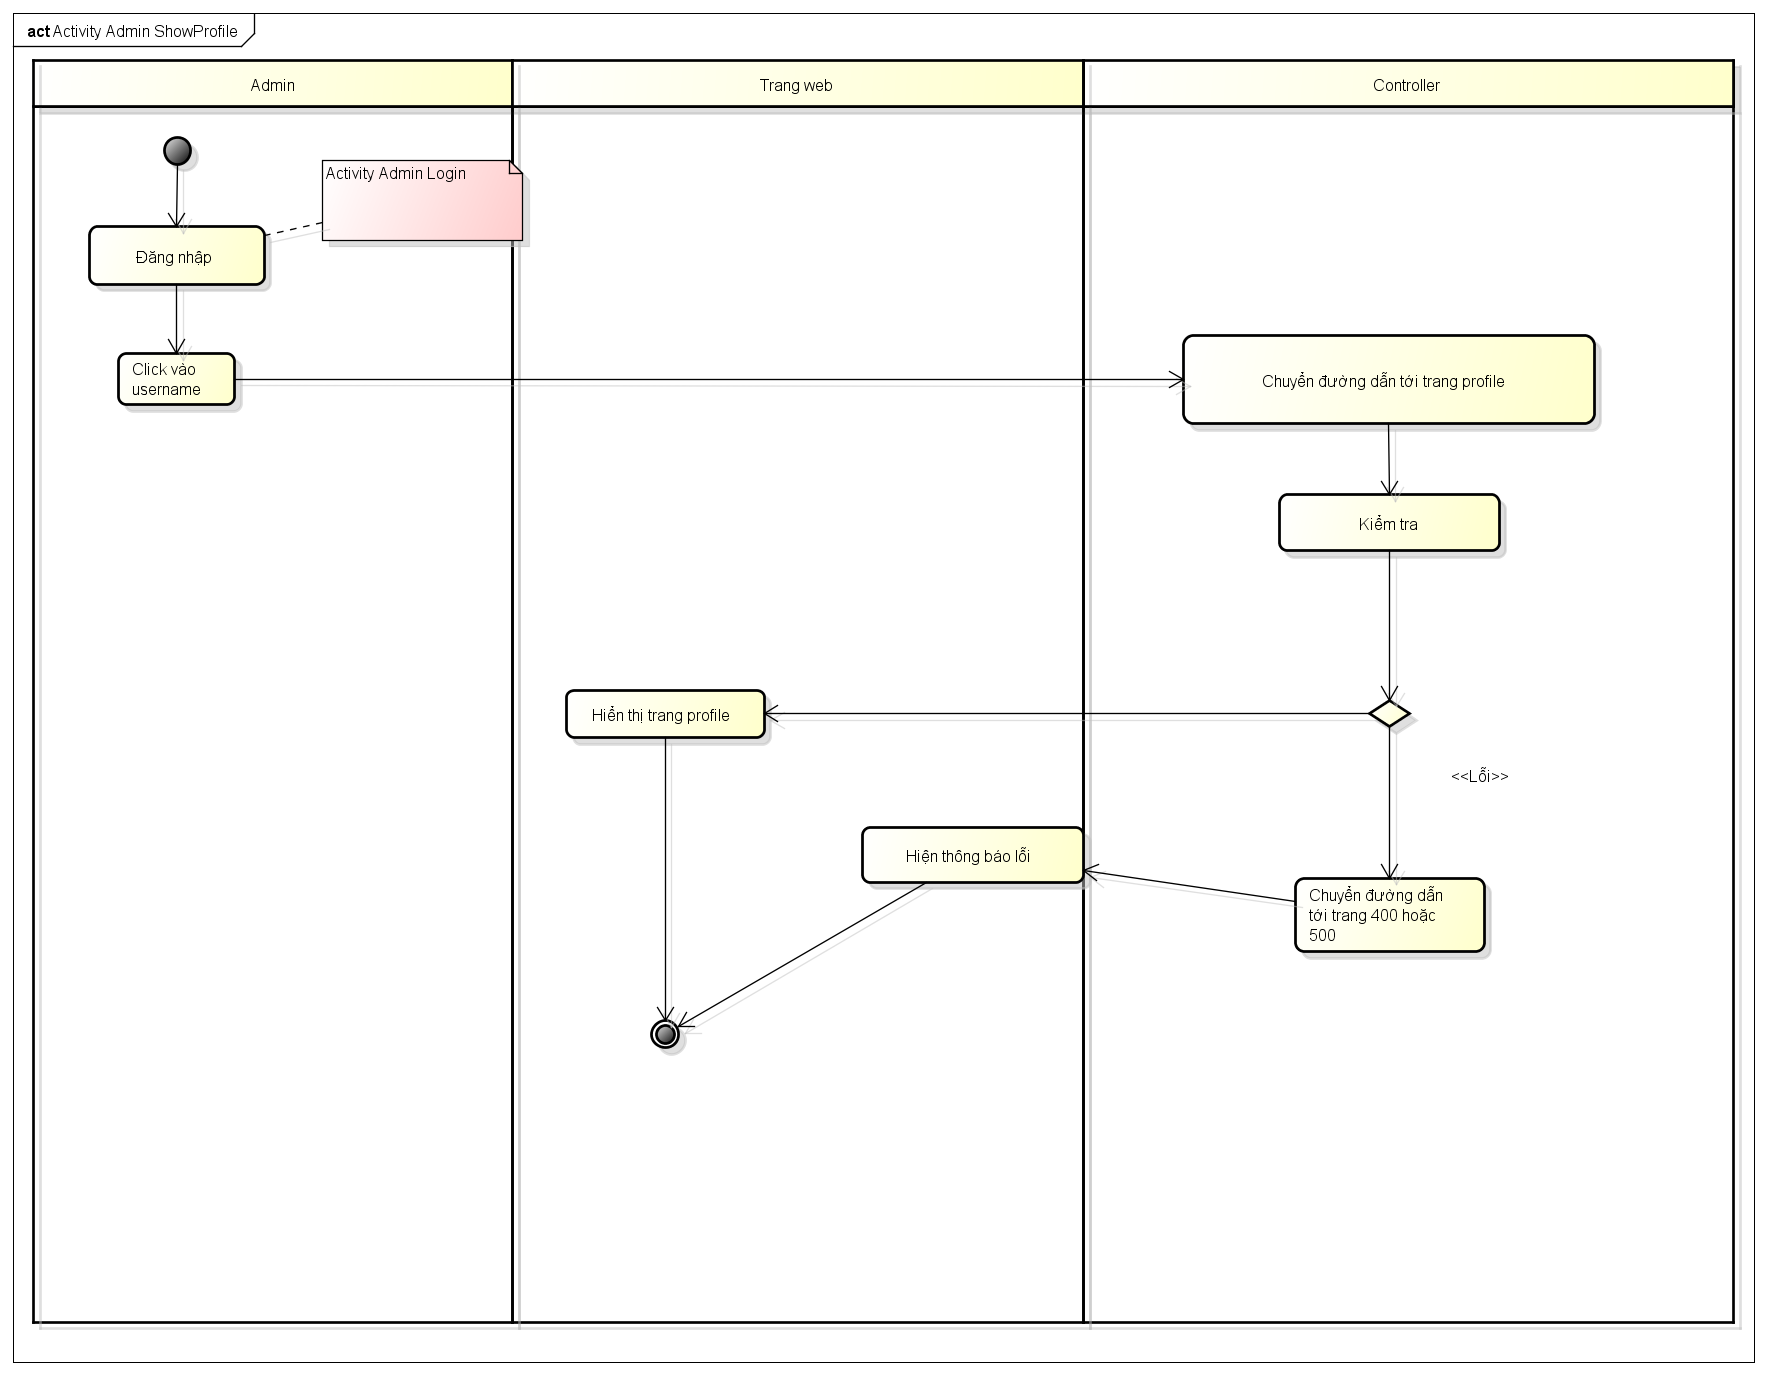 act Activity Admin ShowProfile
Admin
Trang web
Controller
Activity Admin Login
Đăng nhập
Click vào
username
Chuyển đường dẫn tới trang profile
Kiểm tra
Hiển thị trang profile
<<Lỗi>>
Hiện thông báo lỗi
Chuyển đường dẫn
tới trang 400 hoặc
500